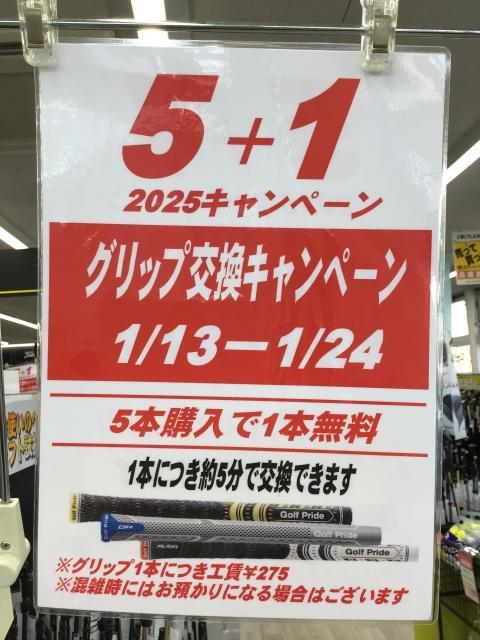 5+1
2025キャンペーン
グリップ交換キャンペーン
1/13ー1/24
5本購入で1本無料
1本につき約5分で交換できます
Golf Pride
Golf Pride
CPX
Golf Pride
ALIGN
Golf Pride
※グリップ1本につき工賃¥275
※混雑時にはお預かりになる場合はございます